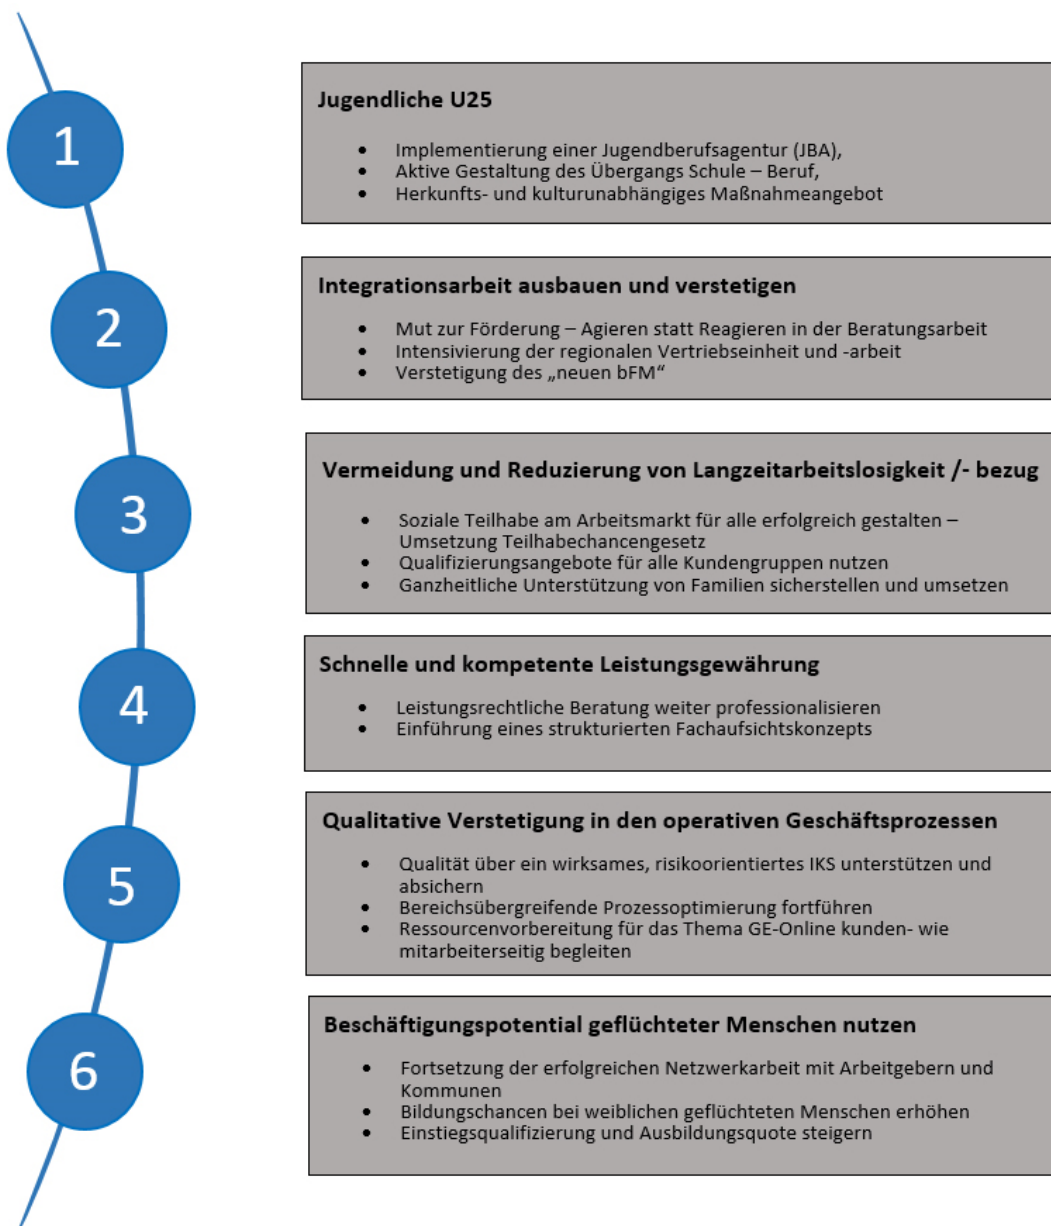 1
Jugendliche U25
• Implementierung einer Jugendberufsagentur (JBA),
• Aktive Gestaltung des Übergangs Schule – Beruf,
• Herkunfts- und kulturunabhängiges Maßnahmeangebot
2
Integrationsarbeit ausbauen und verstetigen
• Mut zur Förderung – Agieren statt Reagieren in der Beratungsarbeit
• Intensivierung der regionalen Vertriebseinheit und -arbeit
• Verstetigung des „neuen bFM“
3
Vermeidung und Reduzierung von Langzeitarbeitslosigkeit /- bezug
• Soziale Teilhabe am Arbeitsmarkt für alle erfolgreich gestalten –
Umsetzung Teilhabechancengesetz
• Qualifizierungsangebote für alle Kundengruppen nutzen
• Ganzheitliche Unterstützung von Familien sicherstellen und umsetzen
4
Schnelle und kompetente Leistungsgewährung
• Leistungsrechtliche Beratung weiter professionalisieren
• Einführung eines strukturierten Fachaufsichtskonzepts
5
Qualitative Verstetigung in den operativen Geschäftsprozessen
• Qualität über ein wirksames, risikoorientiertes IKS unterstützen und
absichern
• Bereichsübergreifende Prozessoptimierung fortführen
• Ressourcenvorbereitung für das Thema GE-Online kunden- wie
mitarbeiterseitig begleiten
6
Beschäftigungspotential geflüchteter Menschen nutzen
• Fortsetzung der erfolgreichen Netzwerkarbeit mit Arbeitgebern und
Kommunen
• Bildungschancen bei weiblichen geflüchteten Menschen erhöhen
• Einstiegsqualifizierung und Ausbildungsquote steigern